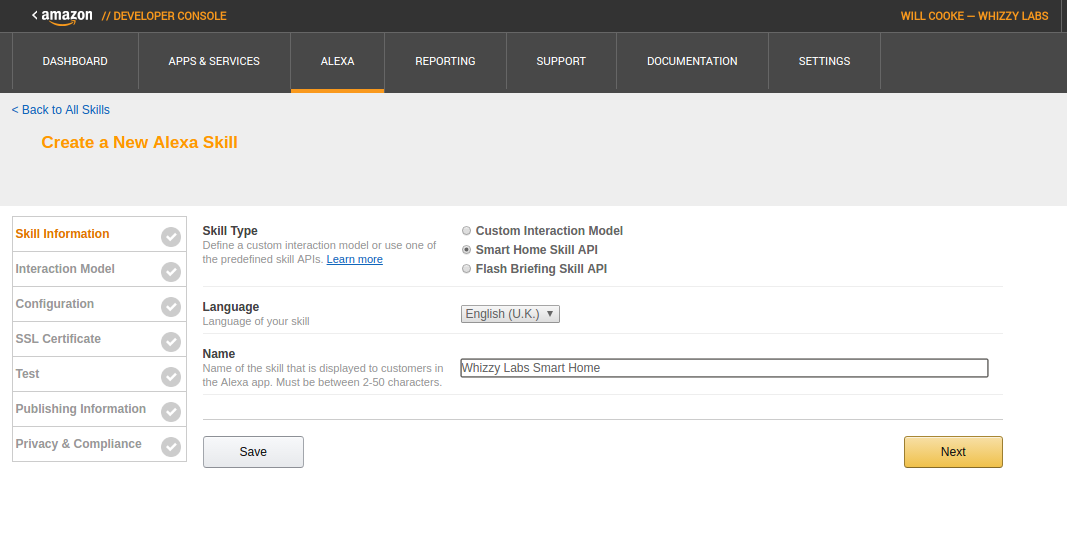 < amazon // DEVELOPER CONSOLE WILL COOKE — WHIZZY LABS
DASHBOARD APPS & SERVICES ALEXA REPORTING SUPPORT DOCUMENTATION SETTINGS
< Back to All Skills
Create a New Alexa Skill
Skill Information
Interaction Model
Configuration
SSL Certificate
Test
Publishing Information
Privacy & Compliance
Skill Type
Define a custom interaction model or use one of
the predefined skill APIs. Learn more
Custom Interaction Model
Smart Home Skill API
Flash Briefing Skill API
Language
Language of your skill
English (U.K.)
Name
Name of the skill that is displayed to customers in
the Alexa app. Must be between 2-50 characters.
Whizzy Labs Smart Home
Save Next